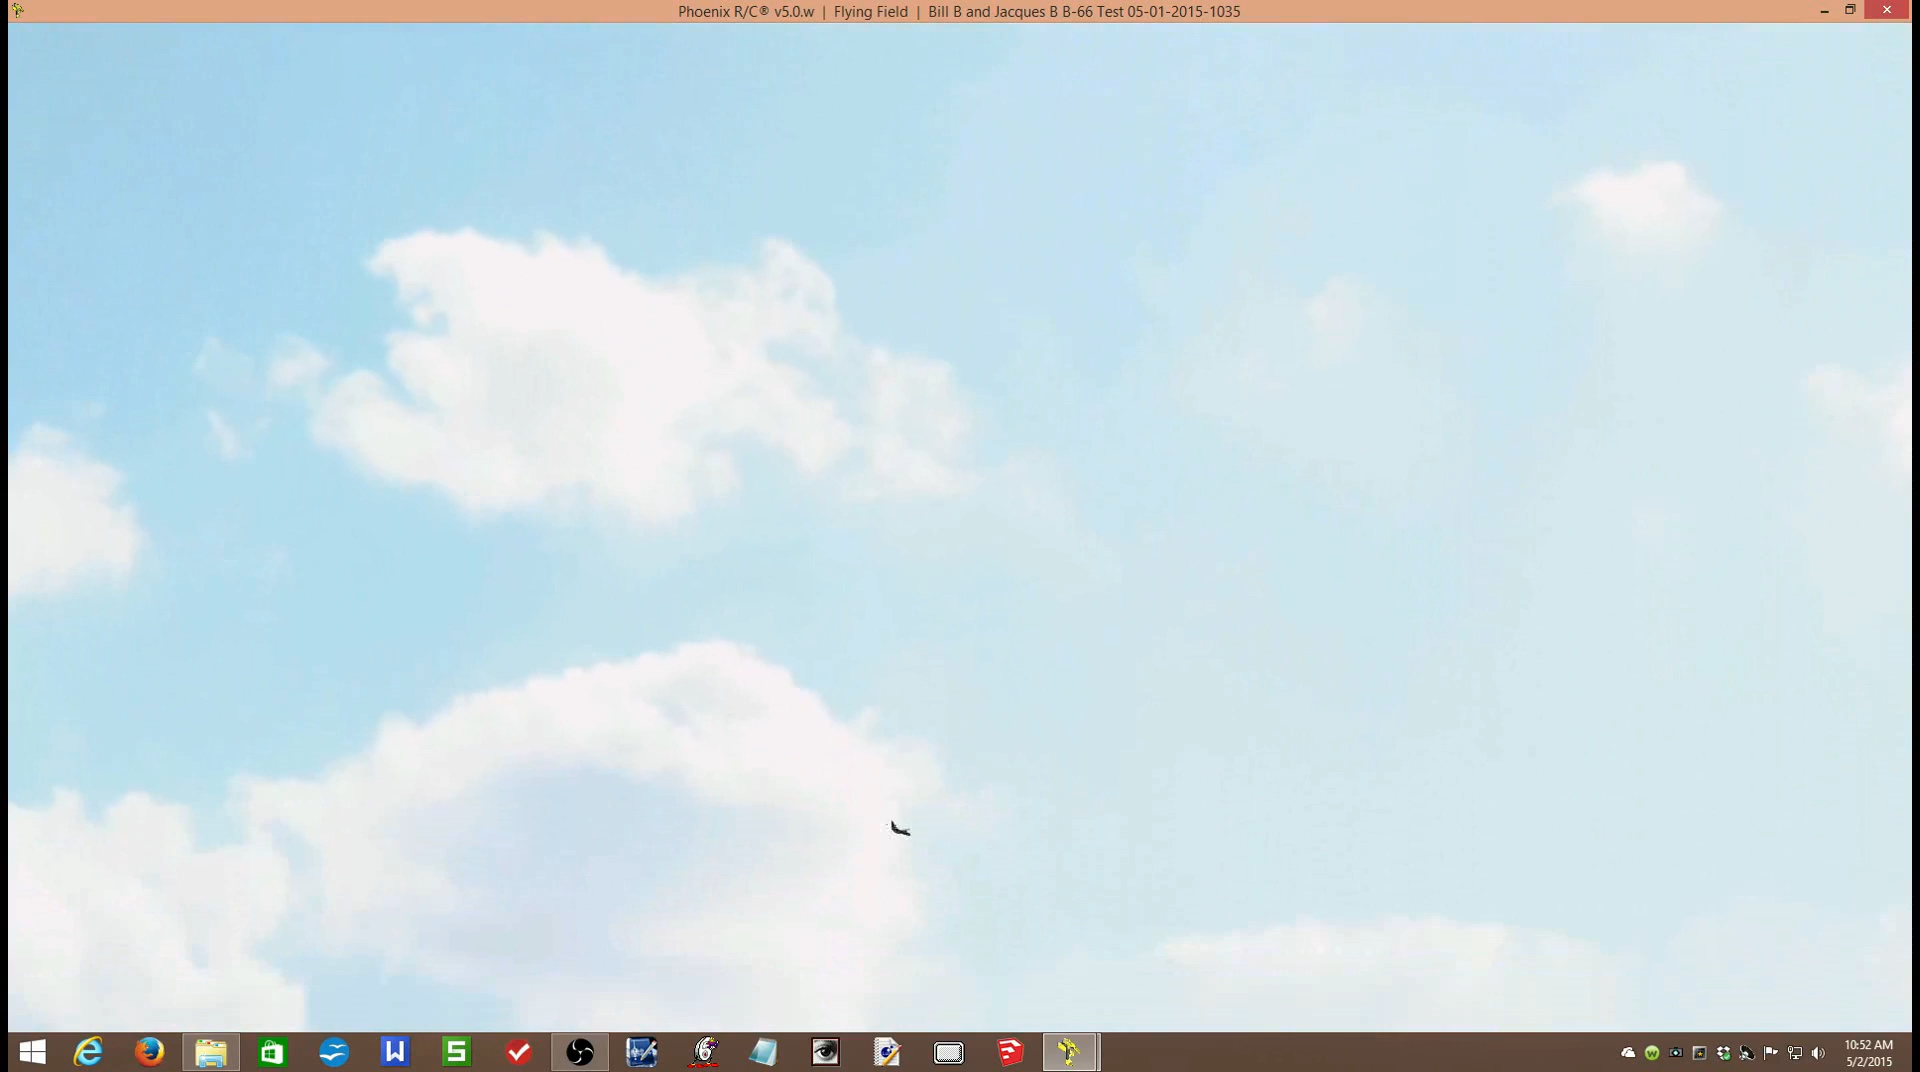 Phoenix R/C® v5.0.w | Flying Field | Bill B and Jacques B B-66 Test 05-01-2015-1035
W
S
6
W
10:52 AM
5/2/2015